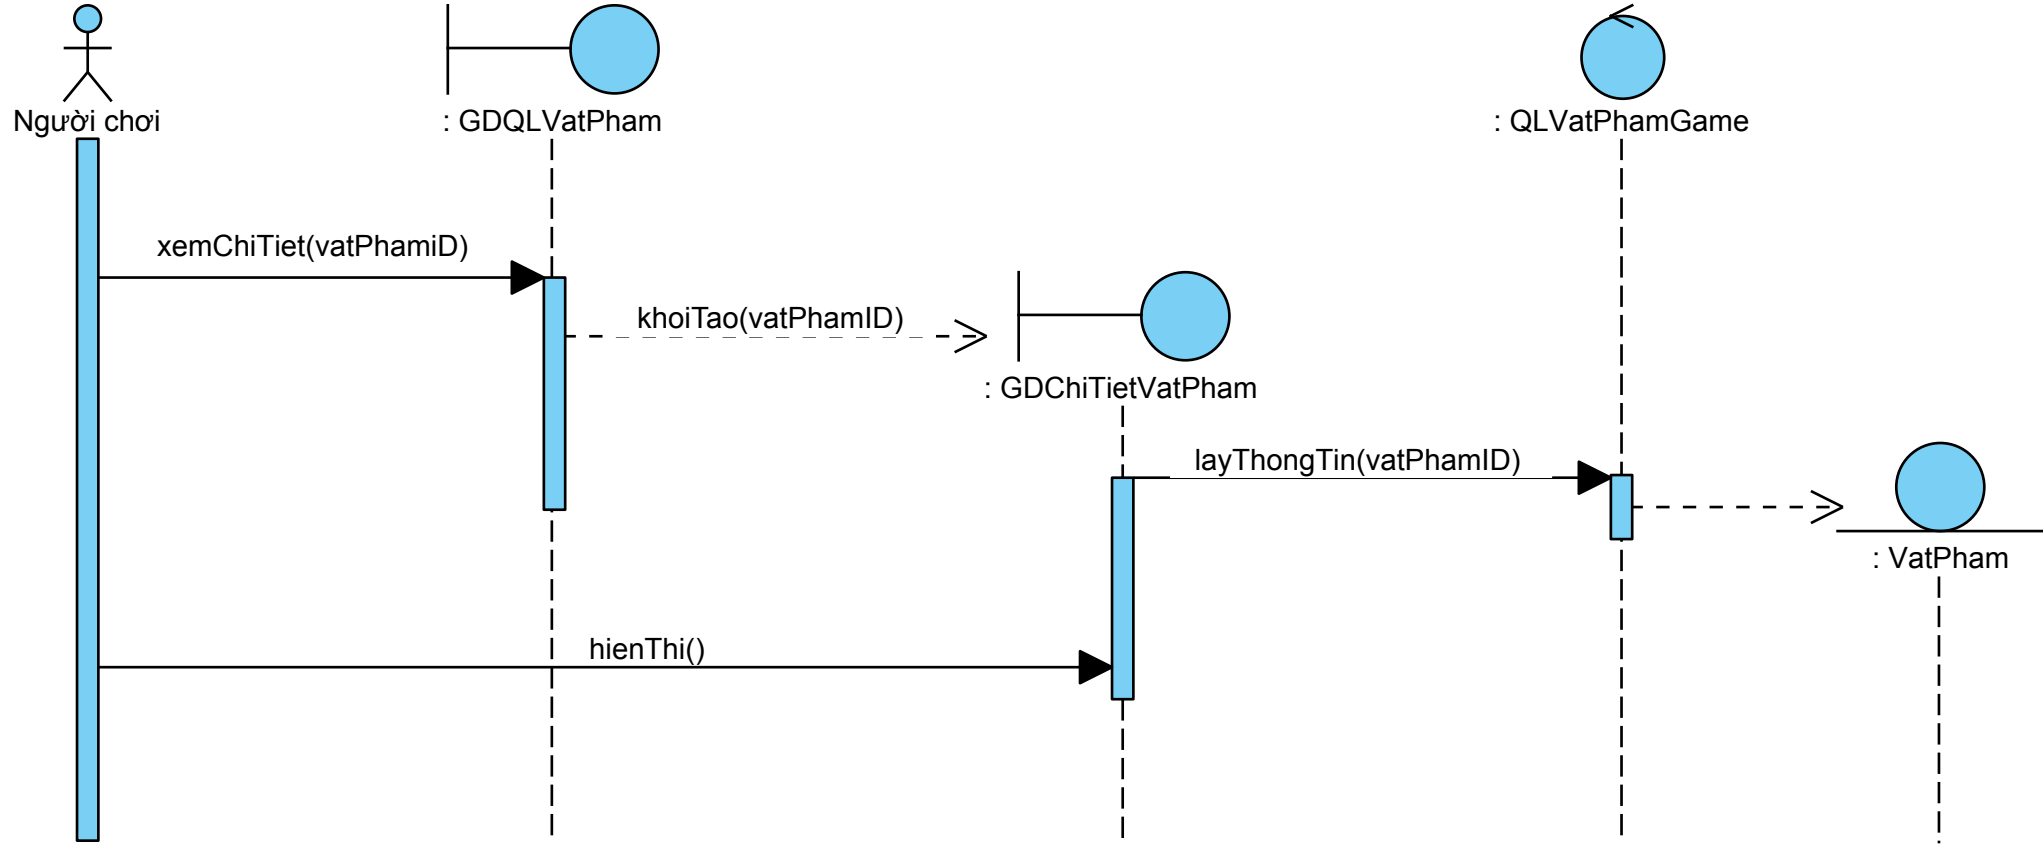 Người chơi
: GDQLVatPham
: QLVatPhamGame
xemChiTiet(vatPhamiD)
khoiTao(vatPhamID)
: GDChiTietVatPham
layThongTin(vatPhamID)
: VatPham
hienThi()